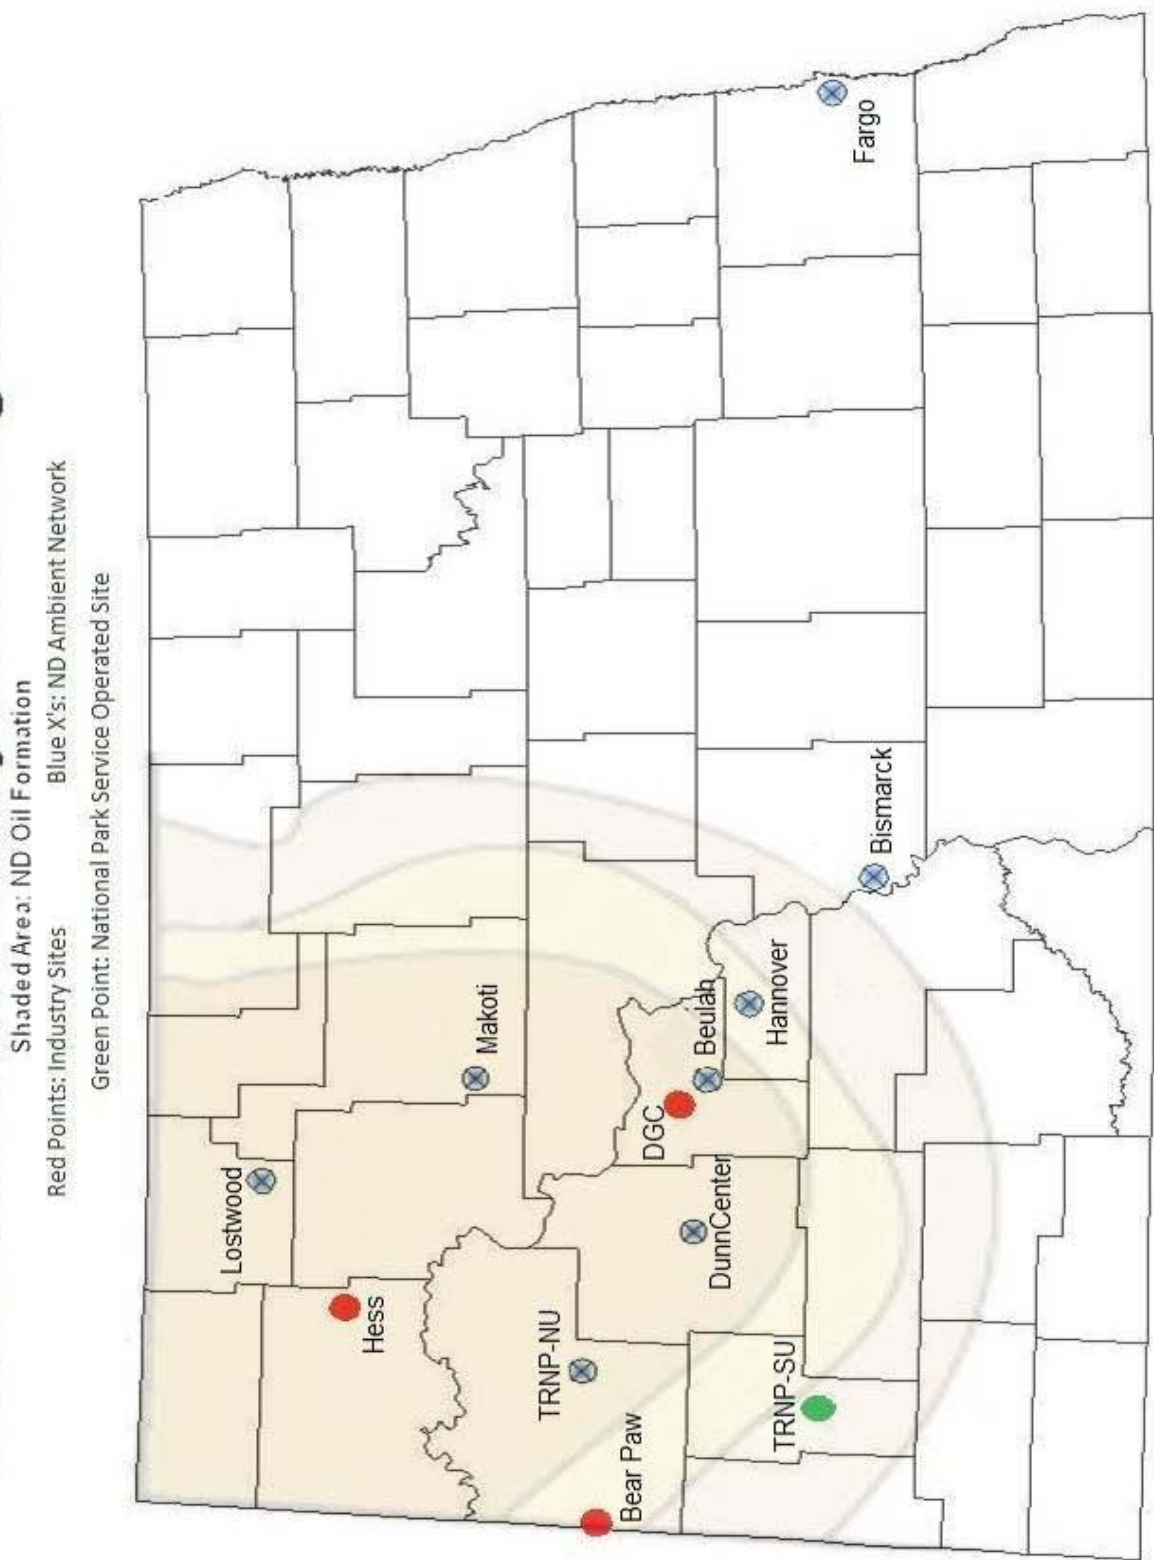 Shaded Area: ND Oil Formation
Red Points: Industry Sites Blue X's: ND Ambient Network
Green Point: National Park Service Operated Site
Lostwood
Hess
Makoti
TRNP-NU
Bear Paw
DGC
Beulah
DunnCenter
Hannover
TRNP-SU
Bismarck
Fargo